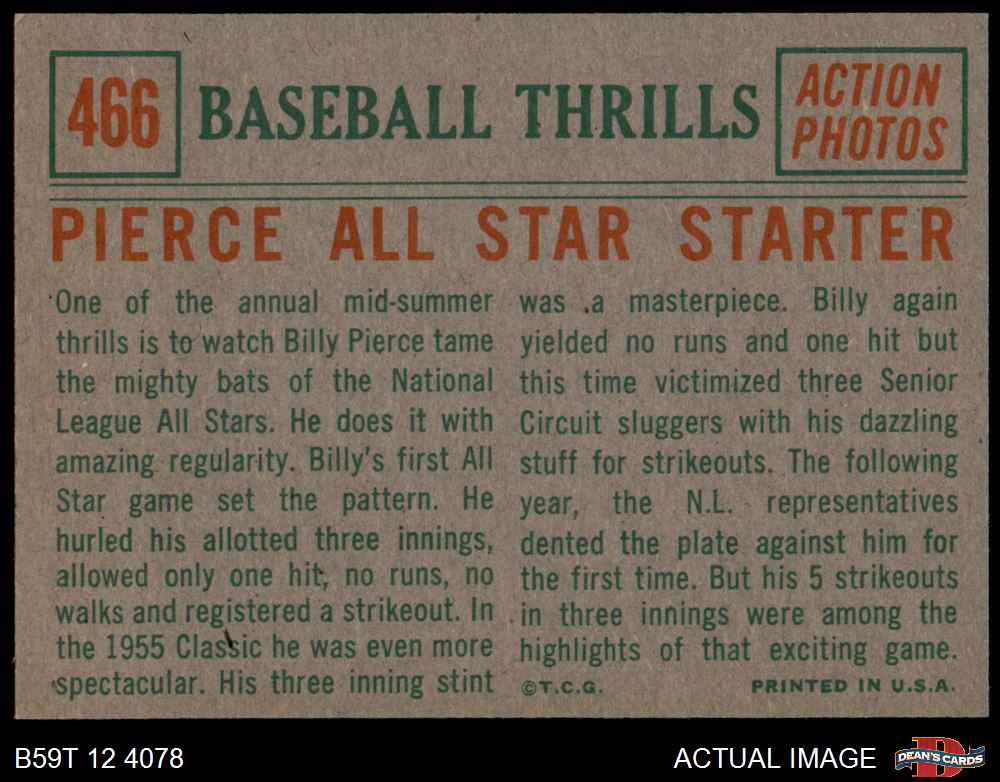 466
BASEBALL THRILLS
ACTION
PHOTOS
PIERCE ALL STAR STARTER
One of the annual mid-summer
thrills is to watch Billy Pierce tame
the mighty bats of the National
League All Stars. He does it with
amazing regularity. Billy's first All
Star game set the pattern. He
hurled his allotted three innings,
allowed only one hit, no runs, no
walks and registered a strikeout. In
the 1955 Classic he was even more
spectacular. His three inning stint
was a masterpiece. Billy again
yielded no runs and one hit but
this time victimized three Senior
Circuit sluggers with his dazzling
stuff for strikeouts. The following
year, the N.L. representatives
dented the plate against him for
the first time. But his 5 strikeouts
in three innings were among the
highlights of that exciting game.
©T.C.G.
PRINTED IN U.S.A.
B59T 12 4078
ACTUAL IMAGE
D
DEAN'S CARDS